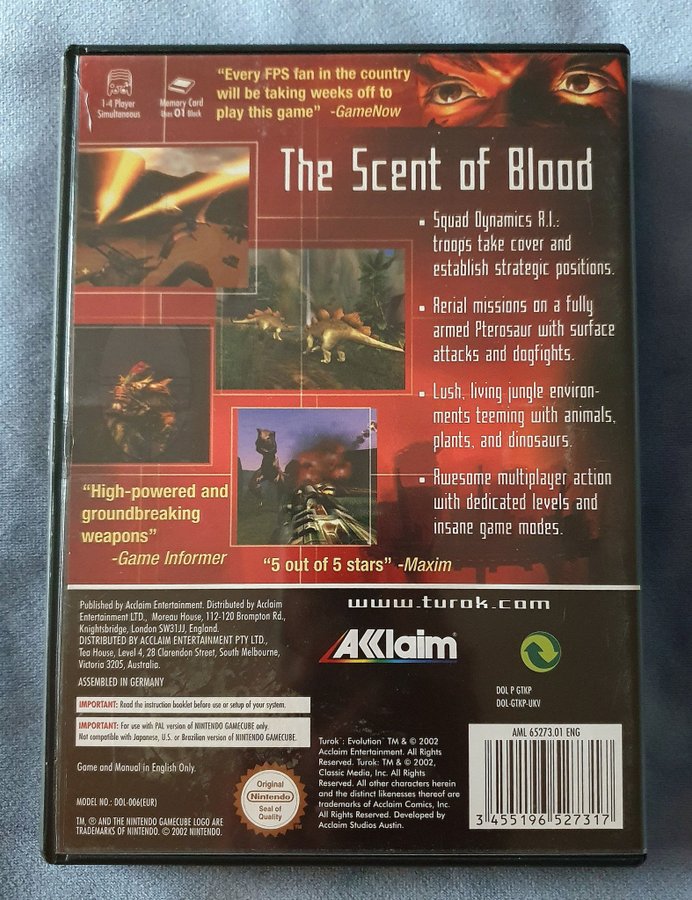 1-4 Player
Simultaneous
Memory Card
Uses 01 Block
“Every FPS fan in the country
will be taking weeks off to
play this game” -GameNow
The Scent of Blood
▪ Squad Dynamics A.I.:
troops take cover and
establish strategic positions.
▪ Aerial missions on a fully
armed Pterosaur with surface
attacks and dogfights.
▪ Lush, living jungle environ-
ments teeming with animals,
plants, and dinosaurs.
▪ Awesome multiplayer action
with dedicated levels and
insane game modes.
“High-powered and
groundbreaking
weapons”
-Game Informer
“5 out of 5 stars” -Maxim
Published by Acclaim Entertainment. Distributed by Acclaim
Entertainment LTD., Moreau House, 112-120 Brompton Rd.,
Knightsbridge, London SW31JJ, England.
DISTRIBUTED BY ACCLAIM ENTERTAINMENT PTY LTD.,
Tea House, Level 4, 28 Clarendon Street, South Melbourne,
Victoria 3205, Australia.
ASSEMBLED IN GERMANY
www.turok.com
AKKlaim
DOL P GTKP
DOL-GTKP-UKV
IMPORTANT: Read the instruction booklet before use or setup of your system.
IMPORTANT: For use with PAL version of NINTENDO GAMECUBE only.
Not compatible with Japanese, U.S. or Brazilian version of NINTENDO GAMECUBE.
Game and Manual in English Only.
MODEL NO: DOL-006(EUR)
TM, ® AND THE NINTENDO GAMECUBE LOGO ARE
TRADEMARKS OF NINTENDO. © 2002 NINTENDO.
Original
Nintendo
Seal of
Quality
Turok: Evolution™ TM & © 2002
Acclaim Entertainment. All Rights
Reserved. Turok: TM & © 2002,
Classic Media, Inc. All Rights
Reserved. All other characters herein
and the distinct likenesses thereof are
trademarks of Acclaim Comics, Inc.
All Rights Reserved. Developed by
Acclaim Studios Austin.
AML 65273.01 ENG
3 455196 527317